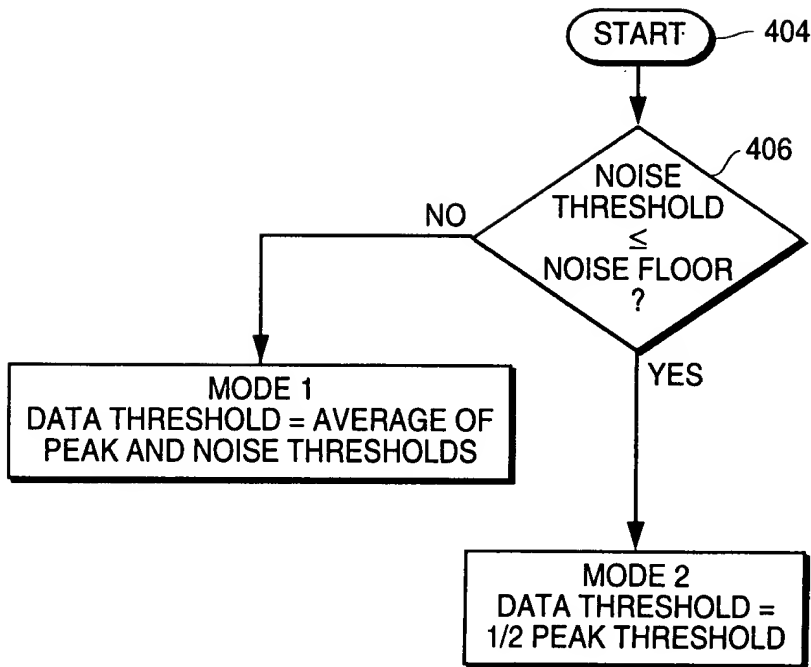 START
404
406
NOISE
THRESHOLD
≤
NOISE FLOOR
?
NO
YES
MODE 1
DATA THRESHOLD = AVERAGE OF
PEAK AND NOISE THRESHOLDS
MODE 2
DATA THRESHOLD =
1/2 PEAK THRESHOLD